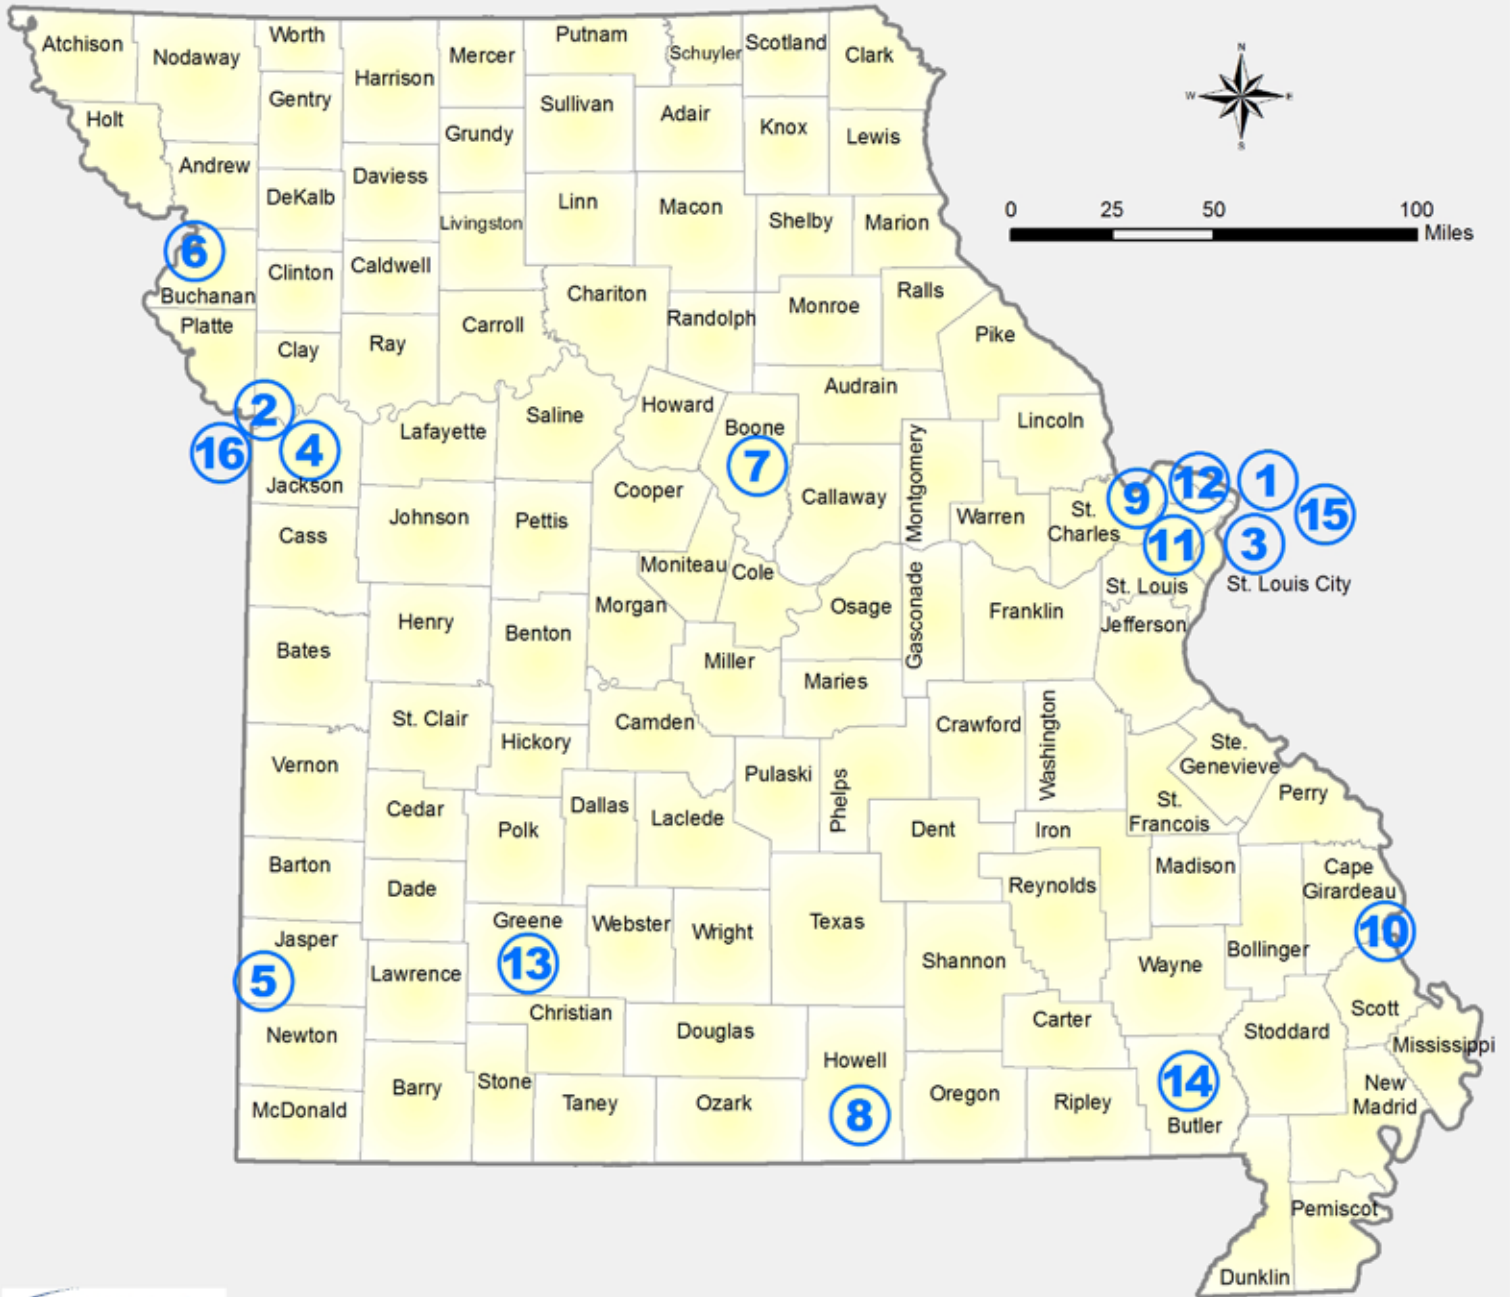 Atchison
Nodaway
Worth
Harrison
Mercer
Putnam
Schuyler
Scotland
Clark
N
W
E
S
Holt
Gentry
Grundy
Sullivan
Adair
Knox
Lewis
Andrew
DeKalb
Daviess
Livingston
Linn
Macon
Shelby
Marion
0 25 50 100
Miles
6
Buchanan
Clinton
Caldwell
Chariton
Randolph
Monroe
Ralls
Platte
Clay
Ray
Carroll
Pike
2
16
4
Jackson
Lafayette
Saline
Howard
Boone
7
Audrain
Callaway
Montgomery
Lincoln
Warren
St.
Charles
9
12
1
15
11
3
St. Louis
St. Louis City
Cass
Johnson
Pettis
Cooper
Moniteau
Cole
Morgan
Osage
Gasconade
Franklin
Jefferson
Bates
Henry
Benton
Miller
Maries
St. Clair
Hickory
Camden
Crawford
Washington
Ste.
Genevieve
Vernon
Pulaski
Phelps
St.
Francois
Perry
Cedar
Polk
Dallas
Laclede
Dent
Iron
Barton
Dade
Madison
Reynolds
Cape
Girardeau
10
Jasper
5
Lawrence
Greene
13
Webster
Wright
Texas
Shannon
Wayne
Bollinger
Newton
Christian
Douglas
Howell
8
Carter
Stoddard
Scott
Mississippi
McDonald
Barry
Stone
Taney
Ozark
Oregon
Ripley
14
Butler
New
Madrid
Pemiscot
Dunklin